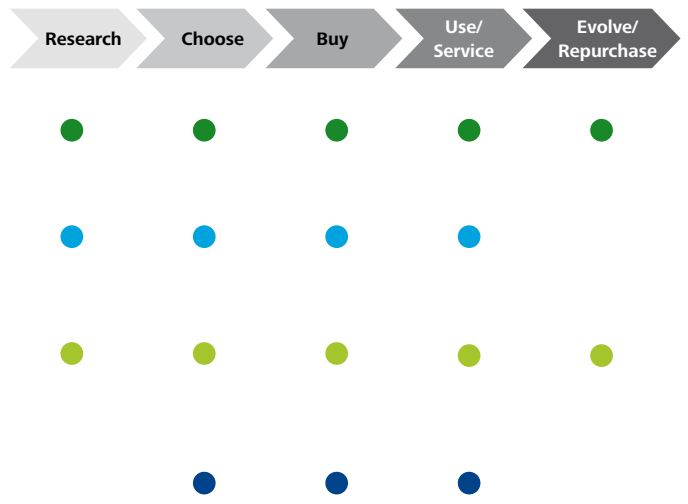 Research
Choose
Buy
Use/
Service
Evolve/
Repurchase